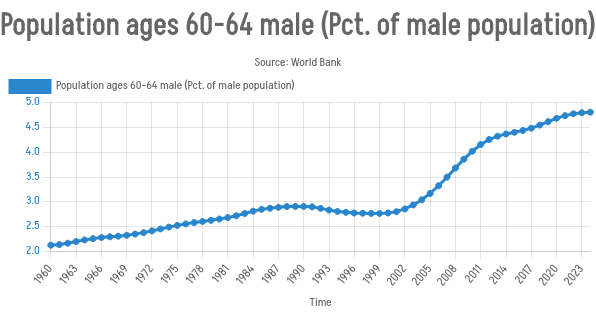 Population ages 60-64 male (Pct. of male population)
Source: World Bank
Population ages 60-64 male (Pct. of male population)
5.0
4.5
4.0
3.5
3.0
2.5
2.0
1960 1963 1966 1969 1972 1975 1978 1981 1984 1987 1990 1993 1996 1999 2002 2005 2008 2011 2014 2017 2020 2023
Time